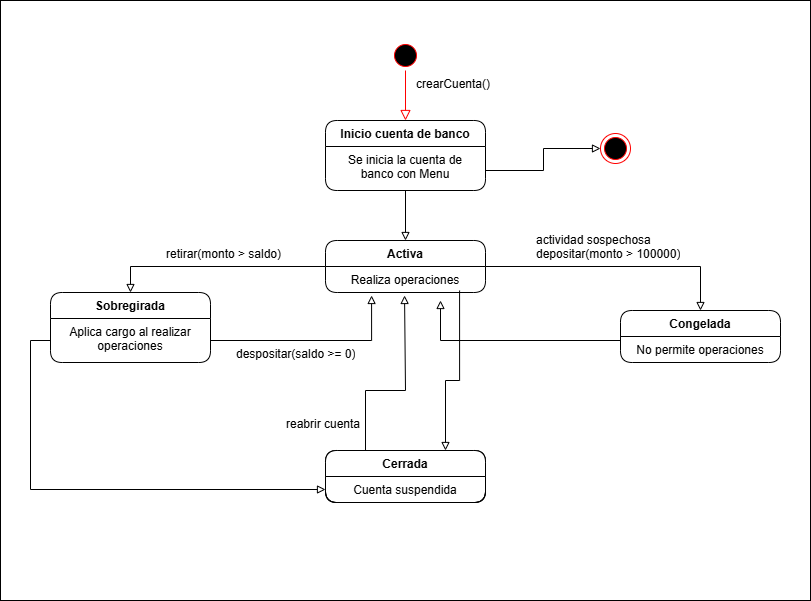 crearCuenta()
Inicio cuenta de banco
Se inicia la cuenta de
banco con Menu
actividad sospechosa
retirar(monto > saldo)
Activa
depositar(monto > 100000)
Realiza operaciones
Sobregirada
Congelada
Aplica cargo al realizar
operaciones
No permite operaciones
despositar(saldo >= 0)
reabrir cuenta
Cerrada
Cuenta suspendida